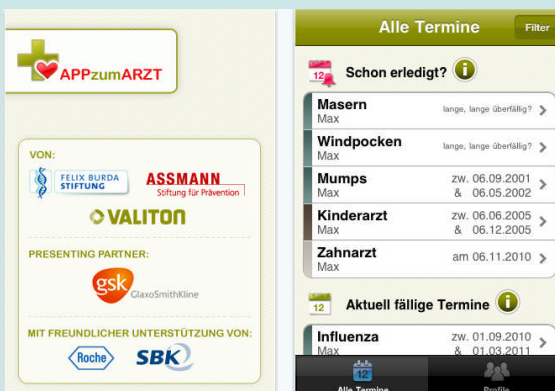 APPzumARZT
VON:
FELIX BURDA
STIFTUNG
ASSMANN
Stiftung für Prävention
VALITON
PRESENTING PARTNER:
gsk
GlaxoSmithKline
MIT FREUNDLICHER UNTERSTÜTZUNG VON:
Roche
SBK
Alle Termine
Filter
12
Schon erledigt?
i
Masern
lange, lange überfällig?
Max
Windpocken
lange, lange überfällig?
Max
Mumps
zw. 06.09.2001
Max
& 06.05.2002
Kinderarzt
zw. 06.06.2005
Max
& 06.12.2005
Zahnarzt
am 06.11.2010
Max
12
Aktuell fällige Termine
i
Influenza
zw. 01.09.2010
Max
& 01.03.2011
12
Alle Termine
Profile